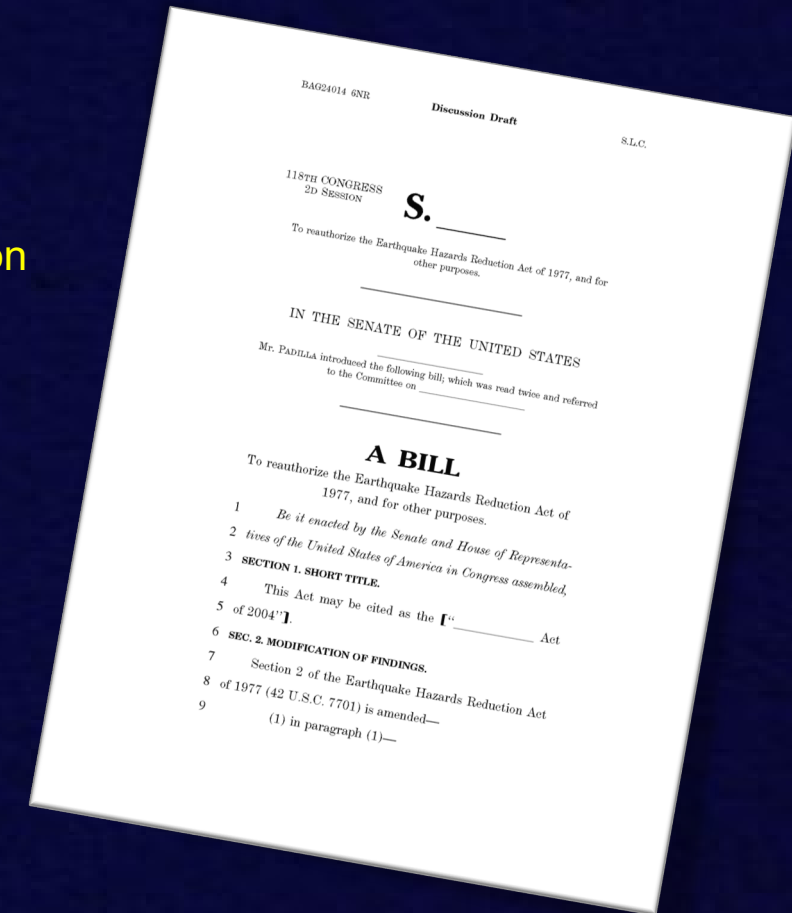 on
BAG24014 6NR
Discussion Draft
S.L.C.
118TH CONGRESS
2D SESSION
S. ______
To reauthorize the Earthquake Hazards Reduction Act of 1977, and for
other purposes.
IN THE SENATE OF THE UNITED STATES
Mr. PADILLA introduced the following bill; which was read twice and referred
to the Committee on ______
A BILL
To reauthorize the Earthquake Hazards Reduction Act of
1977, and for other purposes.
1 Be it enacted by the Senate and House of Representa-
2 tives of the United States of America in Congress assembled,
3 SECTION 1. SHORT TITLE.
4 This Act may be cited as the [“______ Act
5 of 2004”].
6 SEC. 2. MODIFICATION OF FINDINGS.
7 Section 2 of the Earthquake Hazards Reduction Act
8 of 1977 (42 U.S.C. 7701) is amended—
9 (1) in paragraph (1)—